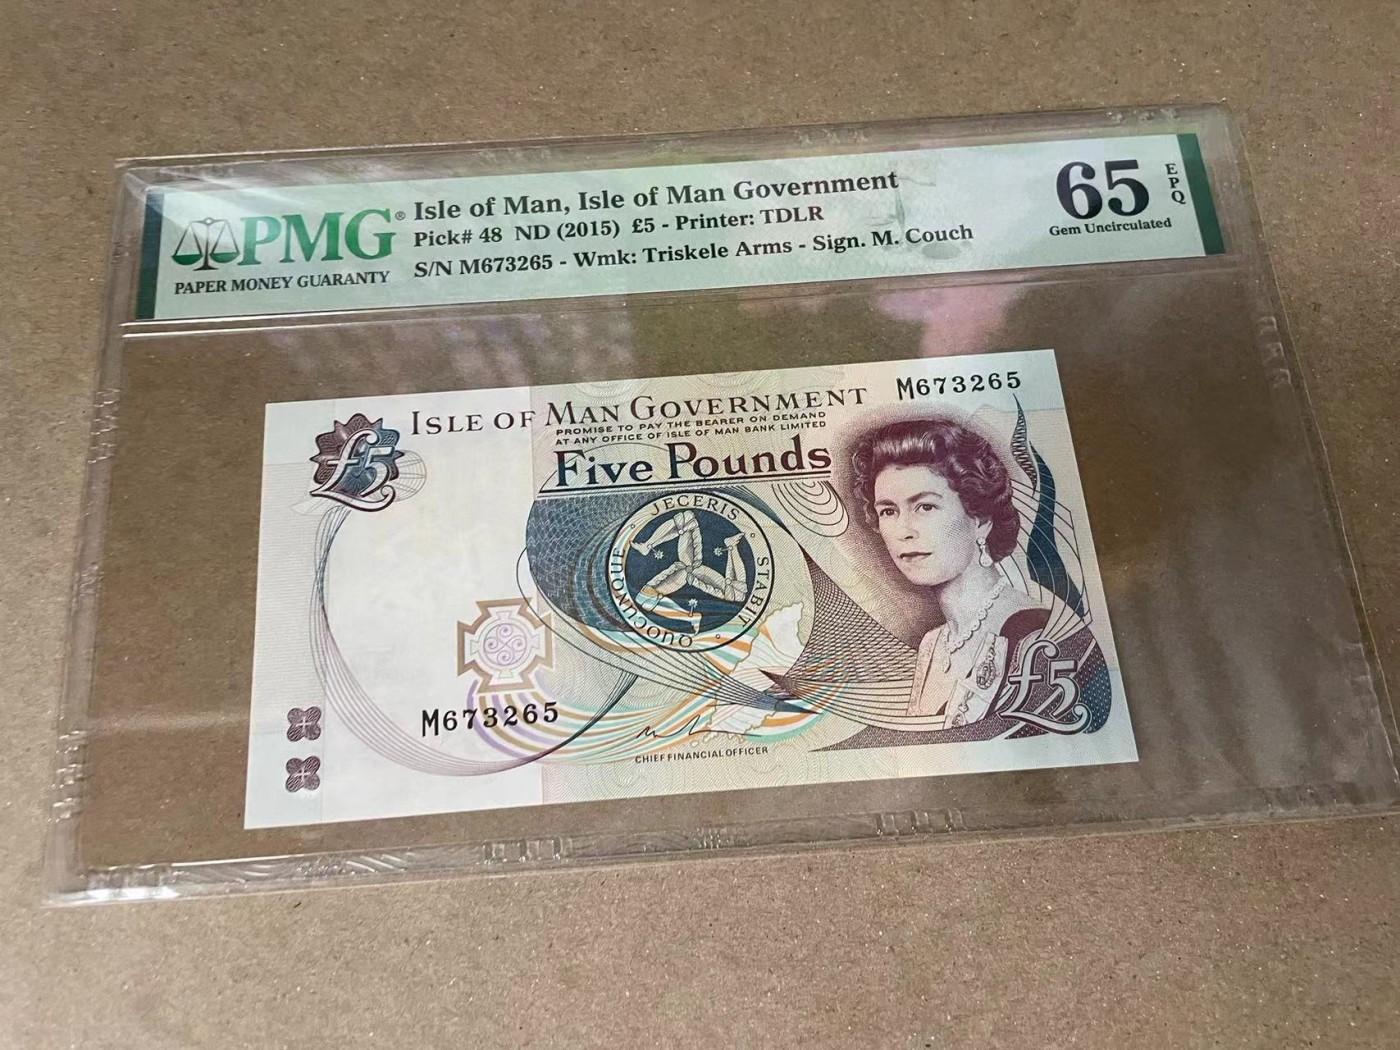 PMG®
PAPER MONEY GUARANTY
Isle of Man, Isle of Man Government
Pick# 48 ND (2015) £5 - Printer: TDLR
S/N M673265 - Wmk: Triskele Arms - Sign. M. Couch
65
EPQ
Gem Uncirculated
£5
ISLE OF MAN GOVERNMENT
M673265
PROMISE TO PAY THE BEARER ON DEMAND
AT ANY OFFICE OF ISLE OF MAN BANK LIMITED
Five Pounds
QUOCUNQUE JECERIS STABIT
£5
M673265
CHIEF FINANCIAL OFFICER